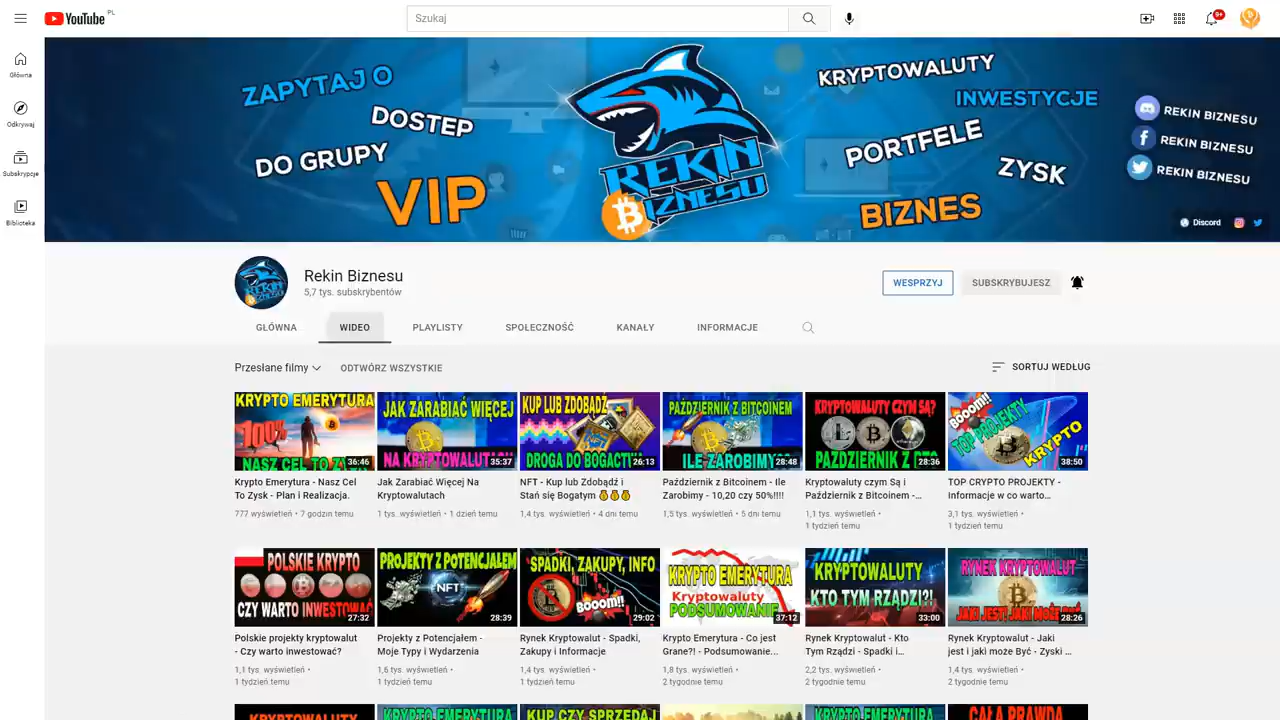 YouTube PL
Szukaj
9+
Główna
Odkrywaj
Subskrypcje
Biblioteka
ZAPYTAJ O
DOSTEP
DO GRUPY
VIP
REKIN
BIZNESU
KRYPTOWALUTY
INWESTYCJE
PORTFELE
ZYSK
BIZNES
REKIN BIZNESU
REKIN BIZNESU
REKIN BIZNESU
Discord
Rekin Biznesu
5,7 tys. subskrybentów
WESPRZYJ
SUBSKRYBUJESZ
GŁÓWNA WIDEO PLAYLISTY SPOŁECZNOŚĆ KANAŁY INFORMACJE
Przesłane filmy ODTWÓRZ WSZYSTKIE SORTUJ WEDŁUG
KRYPTO EMERYTURA
100%
NASZ CEL TO ZY
36:46
Krypto Emerytura - Nasz Cel
To Zysk - Plan i Realizacja.
777 wyświetleń • 7 godzin temu
JAK ZARABIAĆ WIĘCEJ
NA KRYPTOWALUTACH
35:37
Jak Zarabiać Więcej Na
Kryptowalutach
1 tys. wyświetleń • 1 dzień temu
KUP LUB ZDOBĄDŹ
NFT
DROGA DO BOGACTW
26:13
NFT - Kup lub Zdobądź i
Stań się Bogatym 💰💰💰
1,4 tys. wyświetleń • 4 dni temu
PAŹDZIERNIK Z BITCOINEM
ILE ZAROBIMY
28:48
Październik z Bitcoinem - Ile
Zarobimy - 10,20 czy 50%!!!!
1,5 tys. wyświetleń • 5 dni temu
KRYPTOWALUTY CZYM SĄ?
PAŹDZIERNIK Z BTC
28:36
Kryptowaluty czym Są i
Październik z Bitcoinem -...
1,1 tys. wyświetleń •
1 tydzień temu
BOOOM!!
TOP PROJEKTY
KRYPTO
38:50
TOP CRYPTO PROJEKTY -
Informacje w co warto...
3,1 tys. wyświetleń •
1 tydzień temu
POLSKIE KRYPTO
CZY WARTO INWESTOWAĆ
27:32
Polskie projekty kryptowalut
- Czy warto inwestować?
1,1 tys. wyświetleń •
1 tydzień temu
PROJEKTY Z POTENCJAŁEM
NFT
28:39
Projekty z Potencjałem -
Moje Typy i Wydarzenia
1,6 tys. wyświetleń •
1 tydzień temu
SPADKI, ZAKUPY, INFO
BOOOM!!
29:02
Rynek Kryptowalut - Spadki,
Zakupy i Informacje
1,4 tys. wyświetleń •
1 tydzień temu
KRYPTO EMERYTURA
Kryptowaluty
PODSUMOWANIE
37:12
Krypto Emerytura - Co jest
Grane?! - Podsumowanie...
1,8 tys. wyświetleń •
2 tygodnie temu
KRYPTOWALUTY
KTO TYM RZĄDZI?!
33:00
Rynek Kryptowalut - Kto
Tym Rządzi - Spadki i...
2,2 tys. wyświetleń •
2 tygodnie temu
RYNEK KRYPTOWALUT
JAKI JEST! JAKI MOŻE BYĆ
28:26
Rynek Kryptowalut - Jaki
jest i jaki może Być - Zyski ...
1,4 tys. wyświetleń •
2 tygodnie temu
KRYPTOWALUTY
KRYPTO EMERYTURA
KUP CZY SPRZEDAJ
KRYPTO EMERYTURA
CAŁA PRAWDA